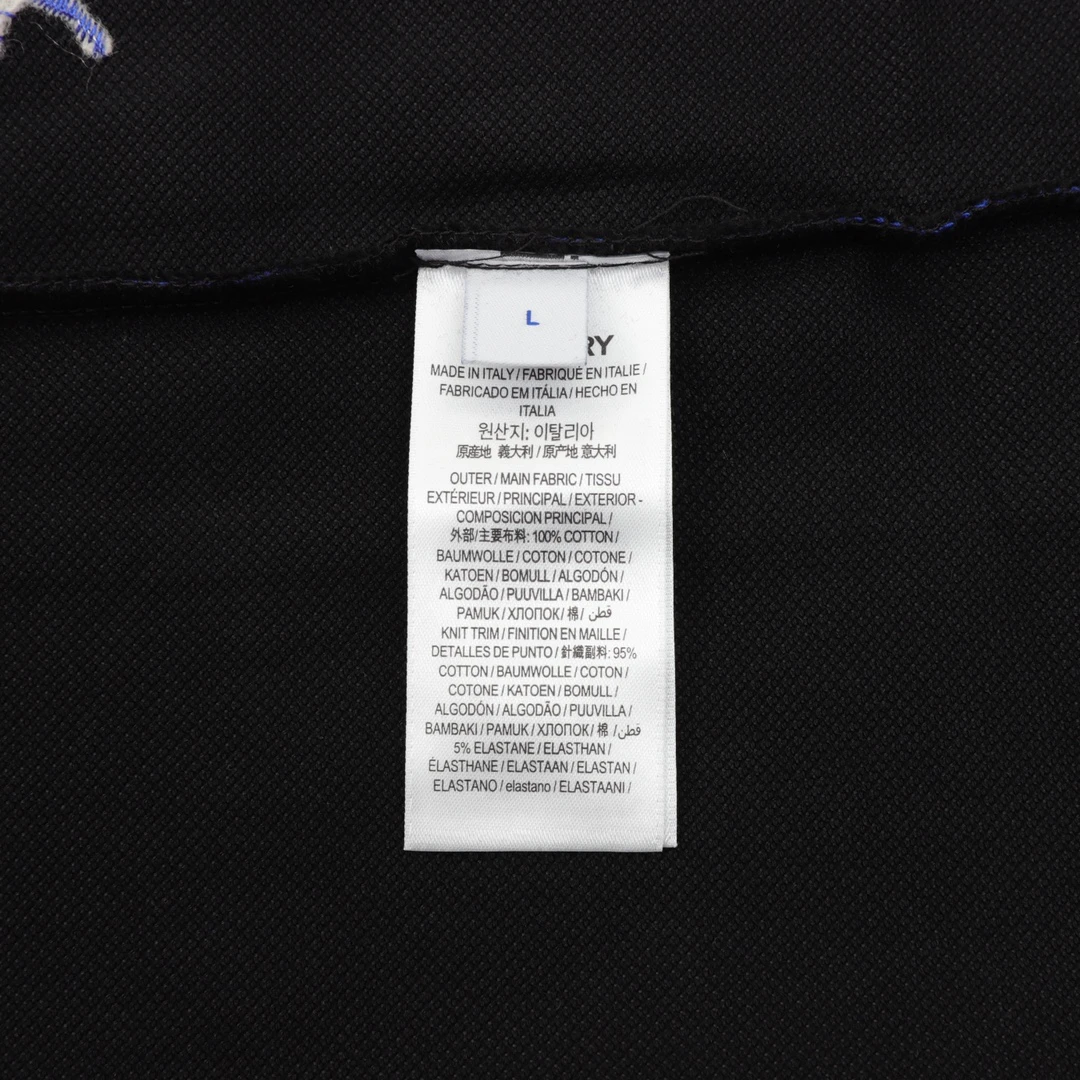 L
RY
MADE IN ITALY / FABRIQUÉ EN ITALIE /
FABRICADO EM ITÁLIA / HECHO EN
ITALIA
원산지: 이탈리아
原産地 義大利 / 原产地 意大利
OUTER / MAIN FABRIC / TISSU
EXTÉRIEUR / PRINCIPAL / EXTERIOR -
COMPOSICION PRINCIPAL /
外部/主要布料: 100% COTTON /
BAUMWOLLE / COTON / COTONE /
KATOEN / BOMULL / ALGODÓN /
ALGODÃO / PUUVILLA / BAMBAKI /
PAMUK / ХЛОПОК / 棉 / قطن
KNIT TRIM / FINITION EN MAILLE /
DETALLES DE PUNTO / 針織副料: 95%
COTTON / BAUMWOLLE / COTON /
COTONE / KATOEN / BOMULL /
ALGODÓN / ALGODÃO / PUUVILLA /
BAMBAKI / PAMUK / ХЛОПОК / 棉 / قطن
5% ELASTANE / ELASTHAN /
ÉLASTHANE / ELASTAAN / ELASTAN /
ELASTANO / elastano / ELASTAANI /